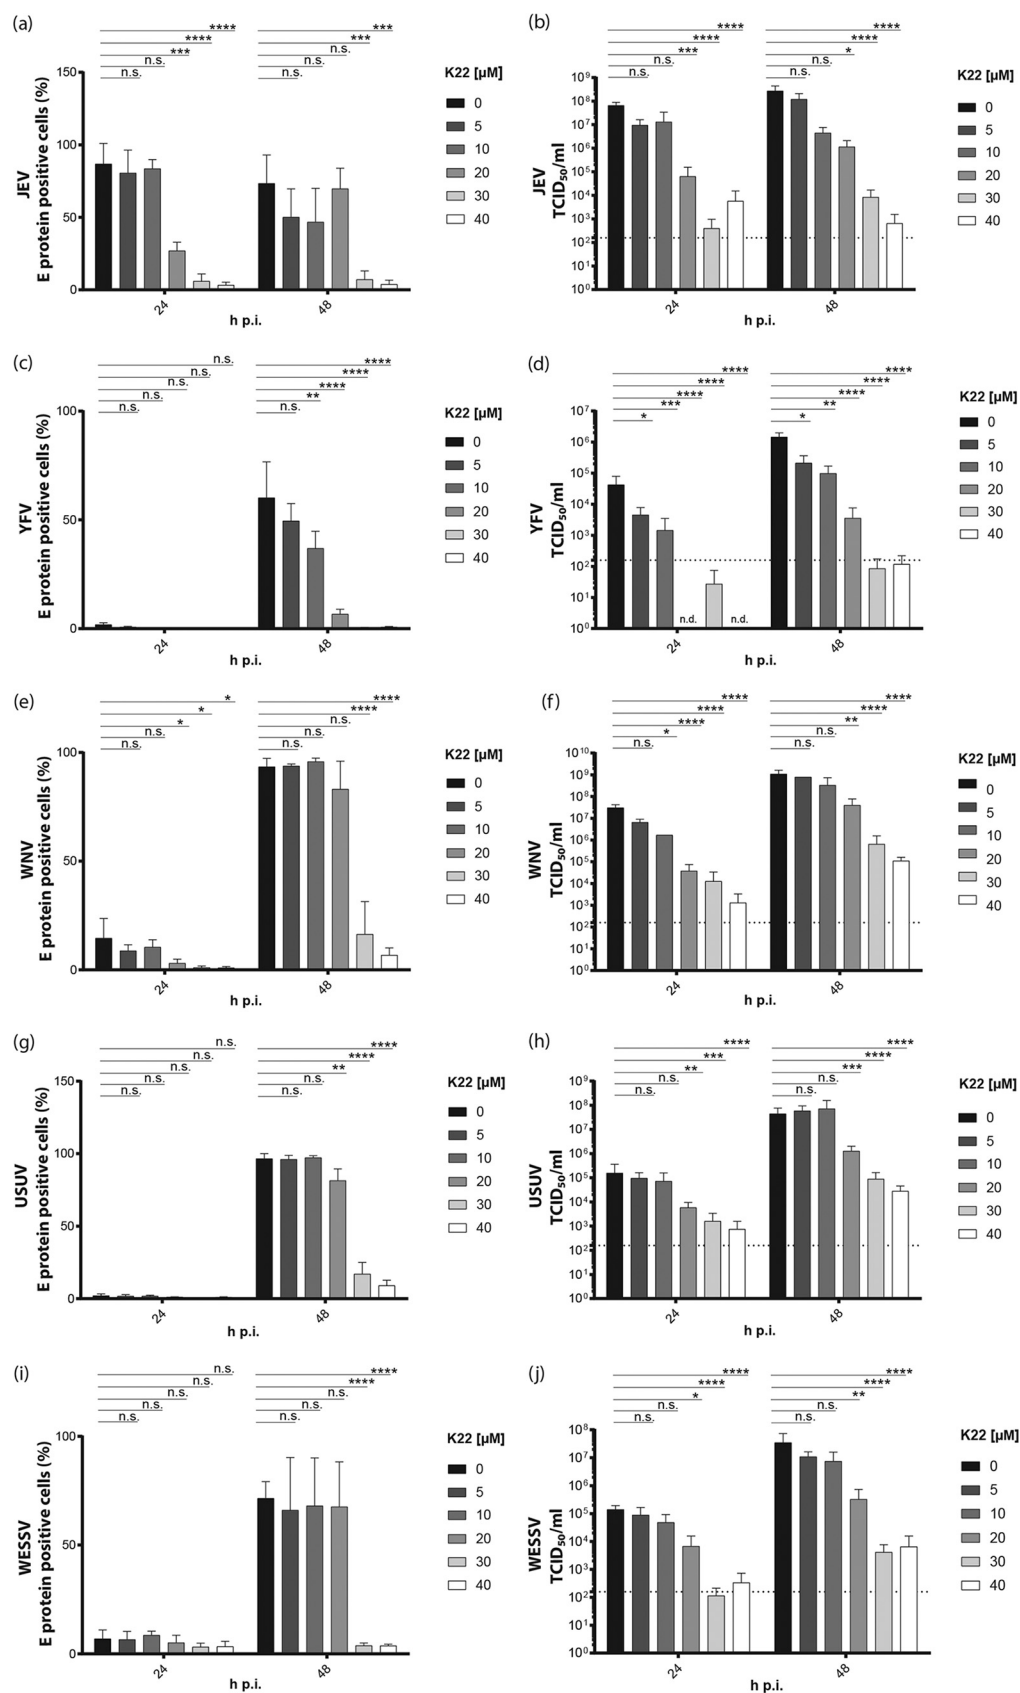 (a)
****
****
***
n.s.
n.s.
****
***
n.s.
n.s.
n.s.
JEV
E protein positive cells (%)
150
100
50
0
24
48
h p.i.
K22 [µM]
0
5
10
20
30
40
(b)
****
****
***
n.s.
n.s.
****
****
*
n.s.
n.s.
JEV
TCID50/ml
10⁹
10⁸
10⁷
10⁶
10⁵
10⁴
10³
10²
10¹
10⁰
24
48
h p.i.
K22 [µM]
0
5
10
20
30
40
(c)
n.s.
n.s.
n.s.
n.s.
n.s.
****
****
****
**
n.s.
YFV
E protein positive cells (%)
100
50
0
24
48
h p.i.
K22 [µM]
0
5
10
20
30
40
(d)
****
****
****
***
*
****
****
****
**
*
YFV
TCID50/ml
10⁷
10⁶
10⁵
10⁴
10³
10²
10¹
10⁰
n.d.
n.d.
24
48
h p.i.
K22 [µM]
0
5
10
20
30
40
(e)
*
*
*
n.s.
n.s.
****
****
n.s.
n.s.
n.s.
WNV
E protein positive cells (%)
100
50
0
24
48
h p.i.
K22 [µM]
0
5
10
20
30
40
(f)
****
****
****
*
n.s.
****
****
**
n.s.
n.s.
WNV
TCID50/ml
10¹⁰
10⁹
10⁸
10⁷
10⁶
10⁵
10⁴
10³
10²
10¹
10⁰
24
48
h p.i.
K22 [µM]
0
5
10
20
30
40
(g)
n.s.
n.s.
n.s.
n.s.
n.s.
****
****
**
n.s.
n.s.
USUV
E protein positive cells (%)
150
100
50
0
24
48
h p.i.
K22 [µM]
0
5
10
20
30
40
(h)
****
***
**
n.s.
n.s.
****
****
***
n.s.
n.s.
USUV
TCID50/ml
10⁹
10⁸
10⁷
10⁶
10⁵
10⁴
10³
10²
10¹
10⁰
24
48
h p.i.
K22 [µM]
0
5
10
20
30
40
(i)
n.s.
n.s.
n.s.
n.s.
n.s.
****
****
n.s.
n.s.
n.s.
WESSV
E protein positive cells (%)
100
50
0
24
48
h p.i.
K22 [µM]
0
5
10
20
30
40
(j)
****
****
*
n.s.
n.s.
****
****
**
n.s.
n.s.
WESSV
TCID50/ml
10⁸
10⁷
10⁶
10⁵
10⁴
10³
10²
10¹
10⁰
24
48
h p.i.
K22 [µM]
0
5
10
20
30
40